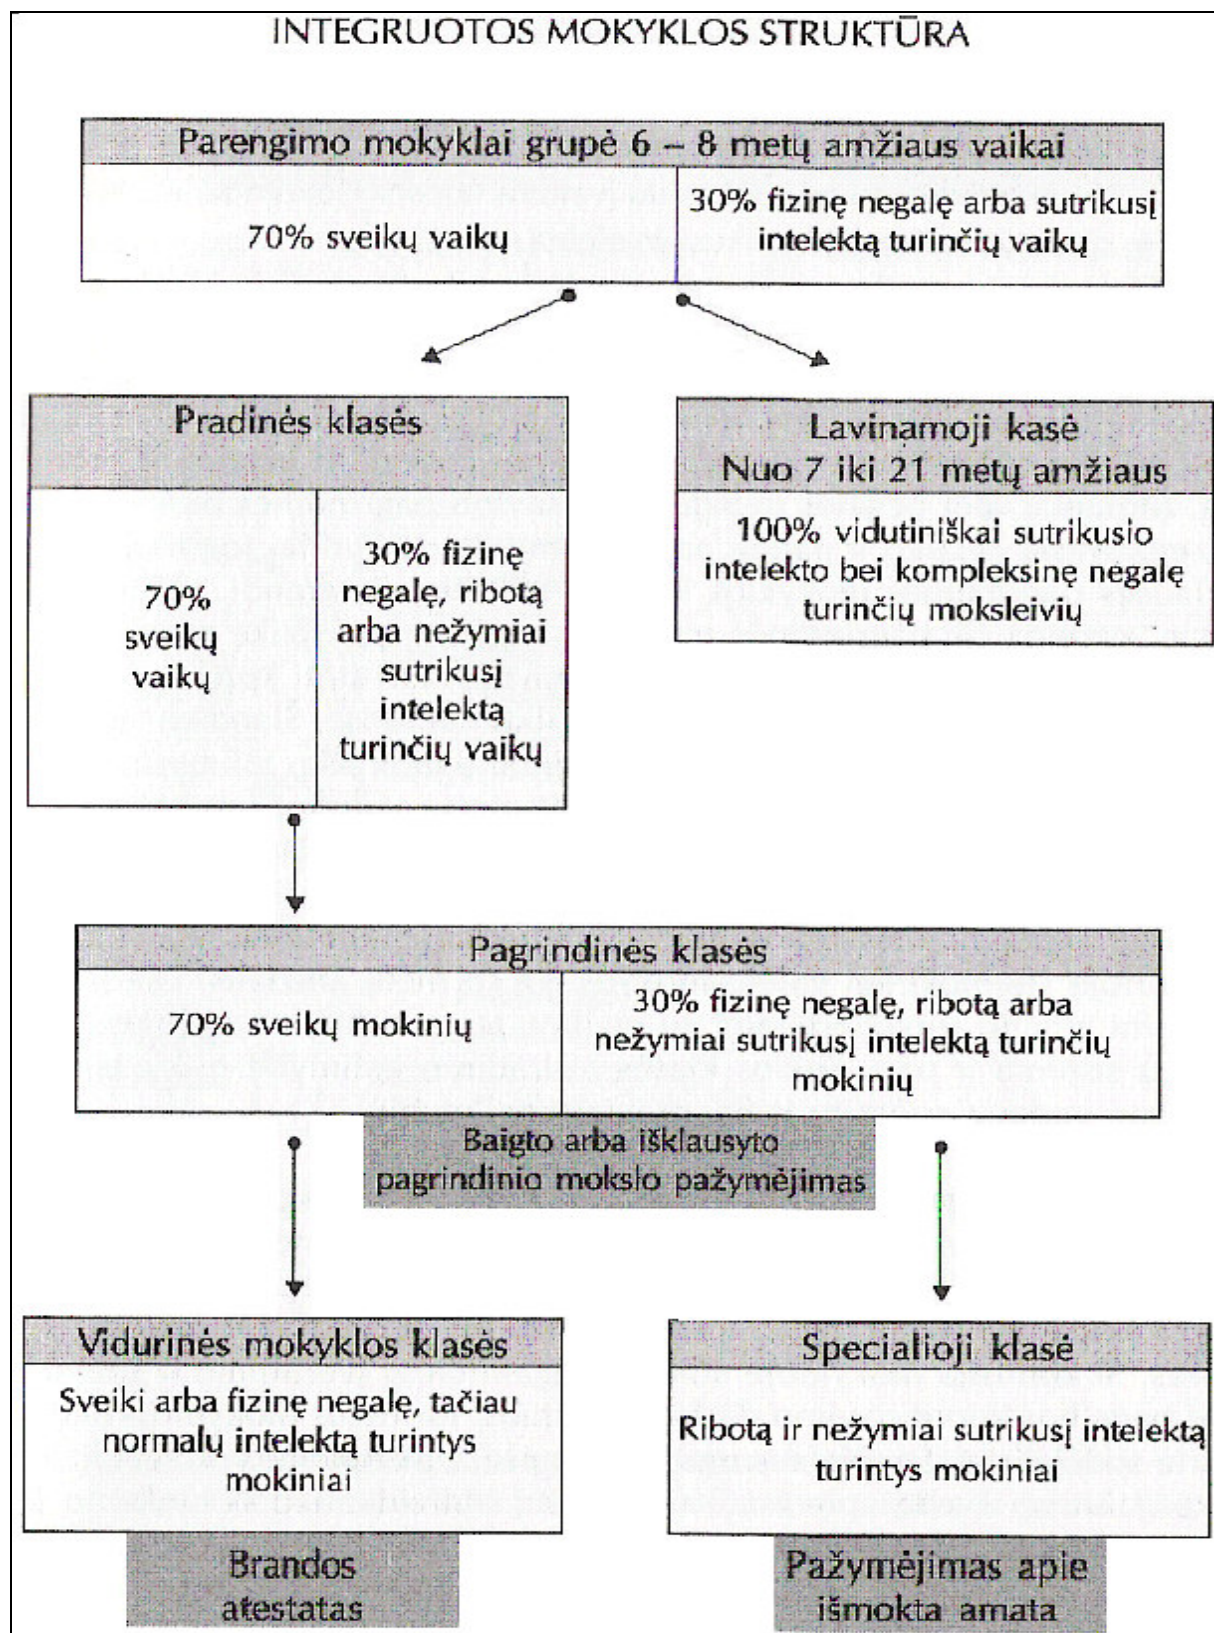 INTEGRUOTOS MOKYKLOS STRUKTŪRA
Parengimo mokyklai grupė 6 – 8 metų amžiaus vaikai
70% sveikų vaikų
30% fizinę negalę arba sutrikusį
intelektą turinčių vaikų
Pradinės klasės
70%
sveikų
vaikų
30% fizinę
negalę, ribotą
arba nežymiai
sutrikusį
intelektą
turinčių vaikų
Lavinamoji kasė
Nuo 7 iki 21 metų amžiaus
100% vidutiniškai sutrikusio
intelekto bei kompleksinę negalę
turinčių moksleivių
Pagrindinės klasės
70% sveikų mokinių
30% fizinę negalę, ribotą arba
nežymiai sutrikusį intelektą turinčių
mokinių
Baigto arba išklausyto
pagrindinio mokslo pažymėjimas
Vidurinės mokyklos klasės
Sveiki arba fizinę negalę, tačiau
normalų intelektą turintys
mokiniai
Brandos
atestatas
Specialioji klasė
Ribotą ir nežymiai sutrikusį intelektą
turintys mokiniai
Pažymėjimas apie
išmokta amata